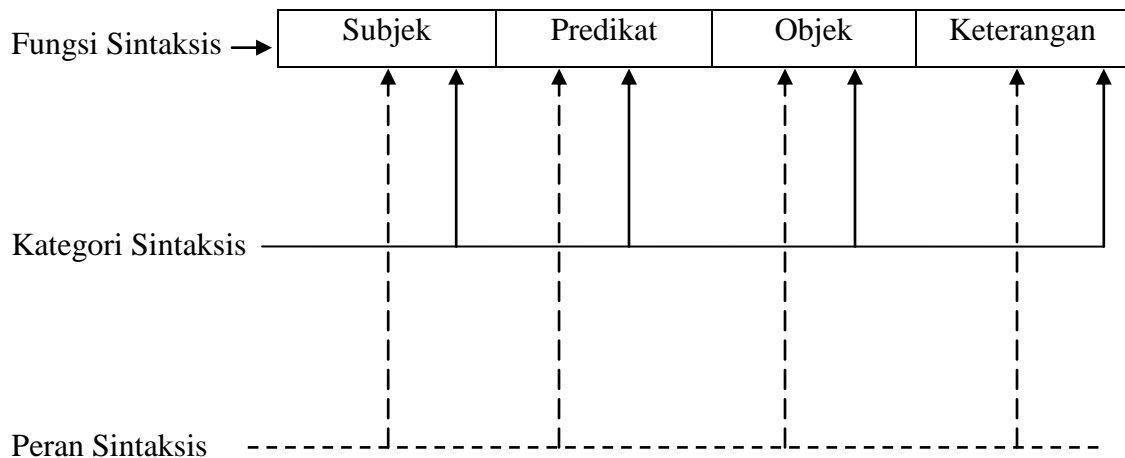 Fungsi Sintaksis Subjek Predikat Objek Keterangan
Kategori Sintaksis
Peran Sintaksis